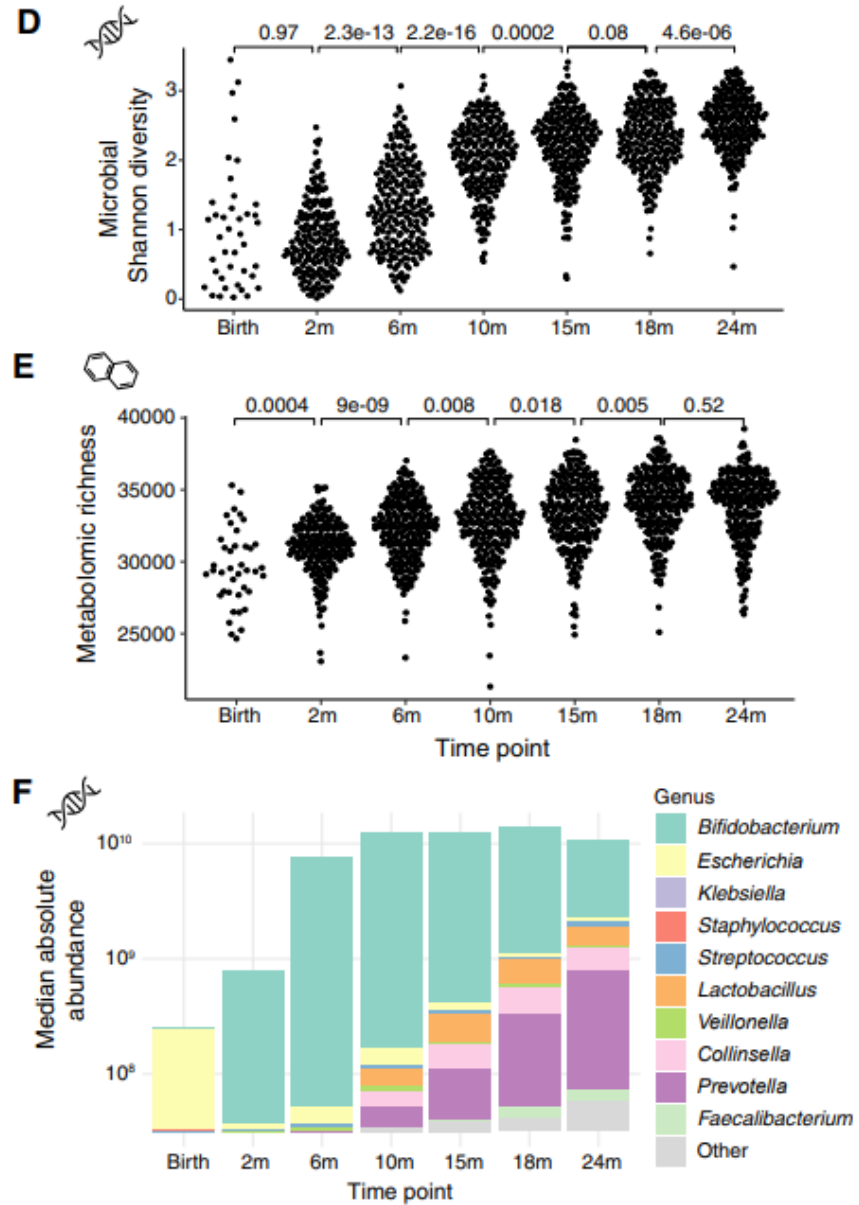 D
0.97 2.3e-13 2.2e-16 0.0002 0.08 4.6e-06
Microbial
Shannon diversity
3
2
1
0
Birth 2m 6m 10m 15m 18m 24m
E
0.0004 9e-09 0.008 0.018 0.005 0.52
Metabolomic richness
40000
35000
30000
25000
Birth 2m 6m 10m 15m 18m 24m
Time point
F
Median absolute
abundance
10¹⁰
10⁹
10⁸
Birth 2m 6m 10m 15m 18m 24m
Time point
Genus
Bifidobacterium
Escherichia
Klebsiella
Staphylococcus
Streptococcus
Lactobacillus
Veillonella
Collinsella
Prevotella
Faecalibacterium
Other